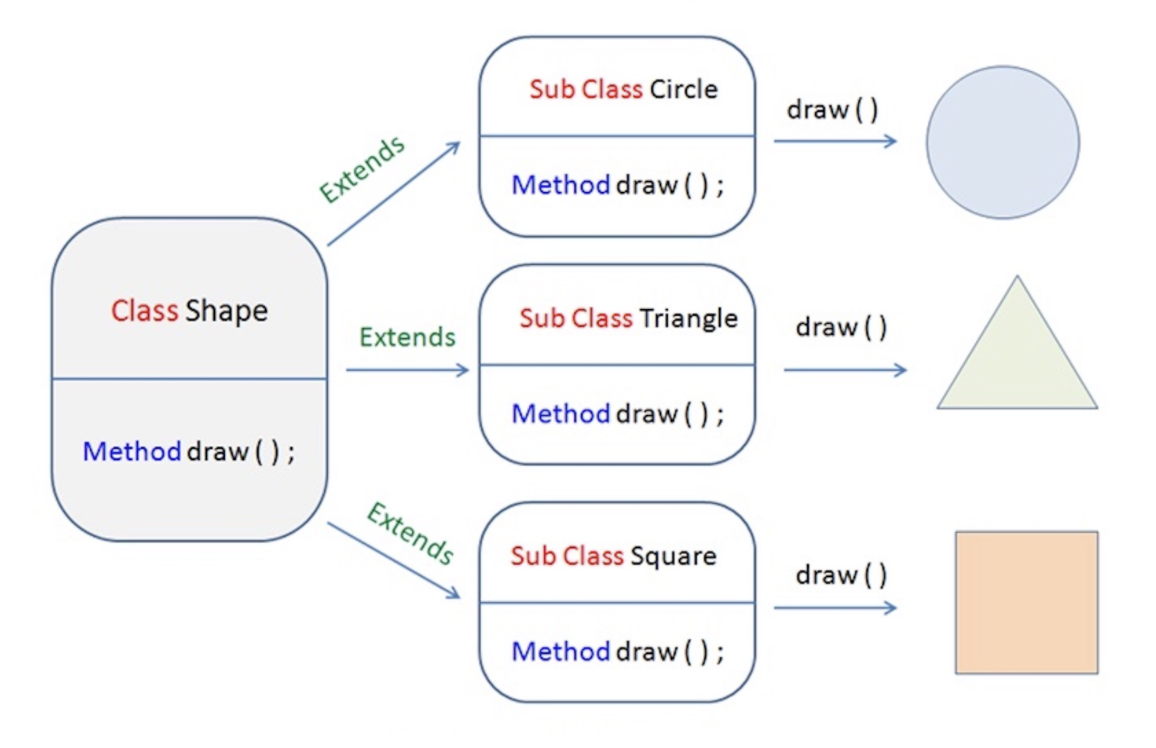 Class Shape
Method draw ( ) ;
Extends
Sub Class Circle
Method draw ( ) ;
draw ( )
Extends
Sub Class Triangle
Method draw ( ) ;
draw ( )
Extends
Sub Class Square
Method draw ( ) ;
draw ( )